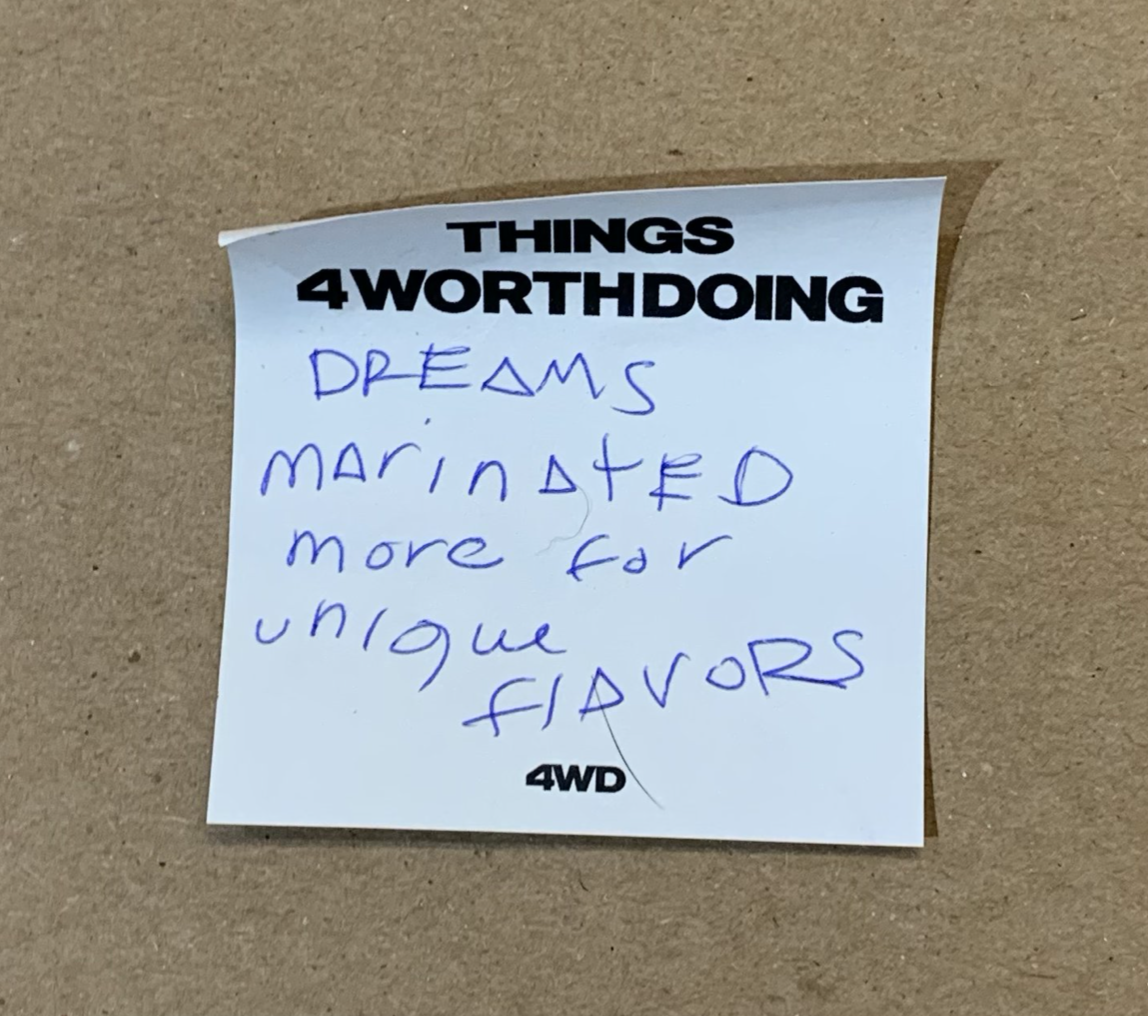 THINGS
4WORTHDOING
DREAMS
marinatED
more for
unique
flavoRS
4WD